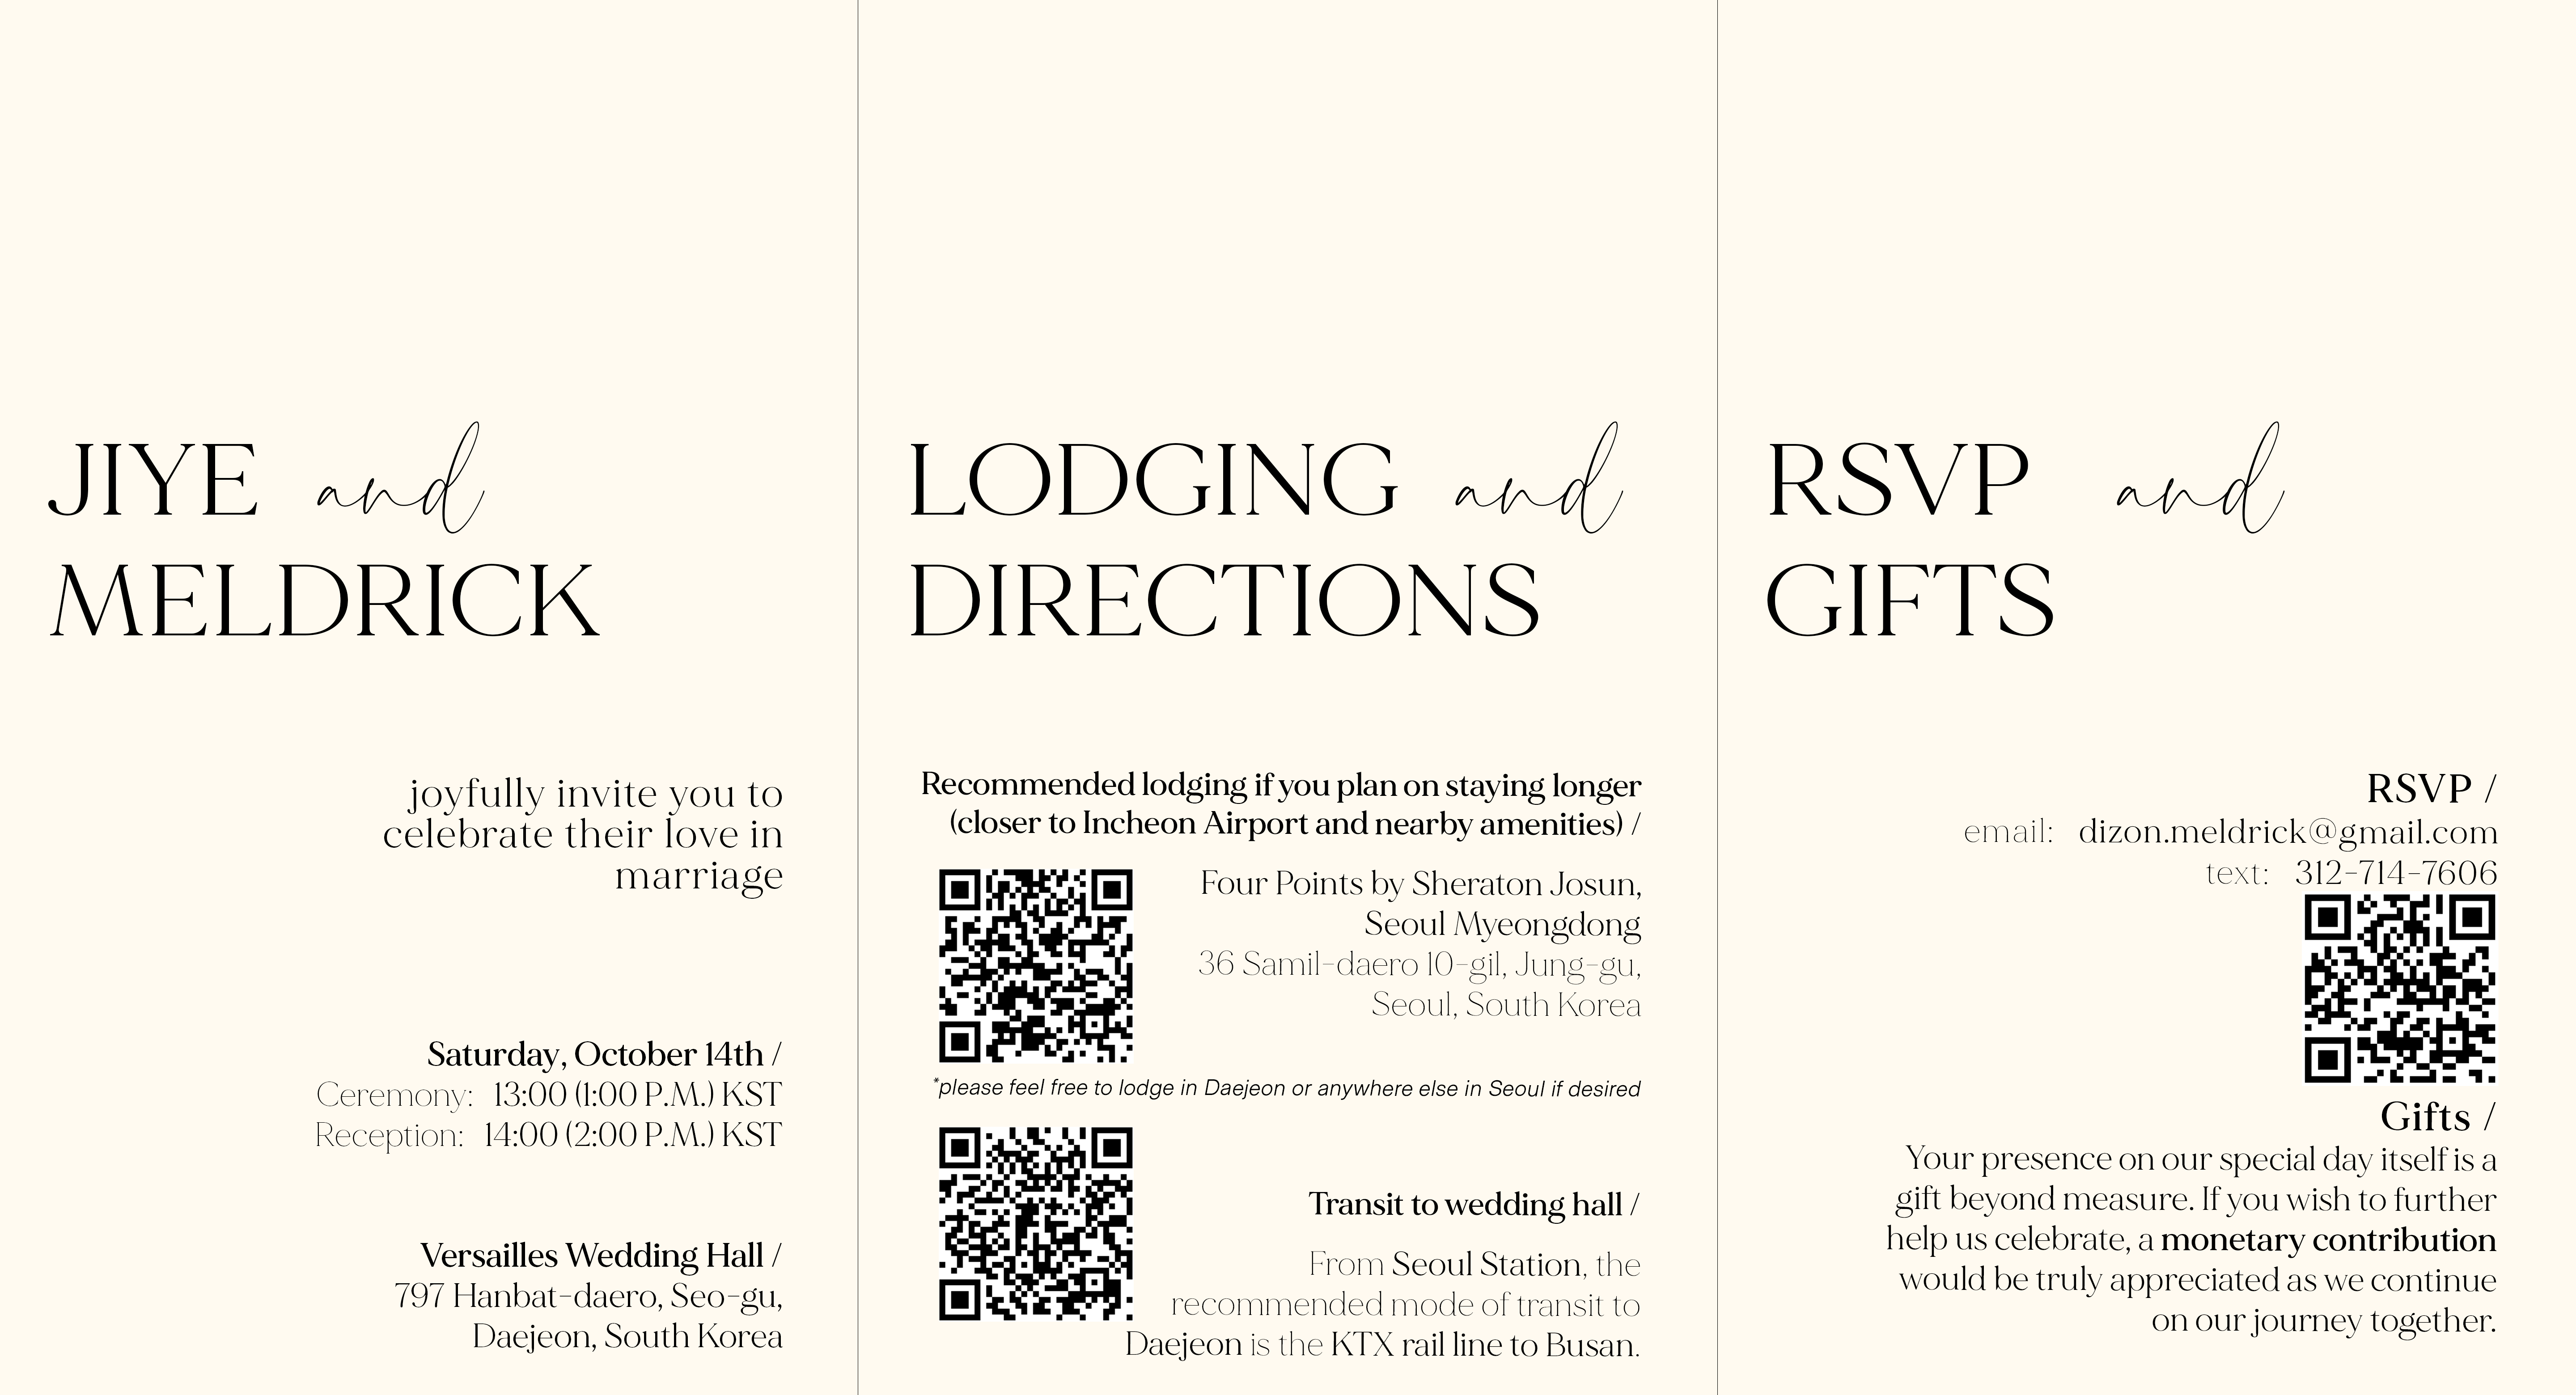 JIYE and
MELDRICK
joyfully invite you to
celebrate their love in
marriage
Saturday, October 14th /
Ceremony: 13:00 (1:00 P.M.) KST
Reception: 14:00 (2:00 P.M.) KST
Versailles Wedding Hall /
797 Hanbat-daero, Seo-gu,
Daejeon, South Korea
LODGING and
DIRECTIONS
Recommended lodging if you plan on staying longer
(closer to Incheon Airport and nearby amenities) /
Four Points by Sheraton Josun,
Seoul Myeongdong
36 Samil-daero 10-gil, Jung-gu,
Seoul, South Korea
*please feel free to lodge in Daejeon or anywhere else in Seoul if desired
Transit to wedding hall /
From Seoul Station, the
recommended mode of transit to
Daejeon is the KTX rail line to Busan.
RSVP and
GIFTS
RSVP /
email: dizon.meldrick@gmail.com
text: 312-714-7606
Gifts /
Your presence on our special day itself is a
gift beyond measure. If you wish to further
help us celebrate, a monetary contribution
would be truly appreciated as we continue
on our journey together.